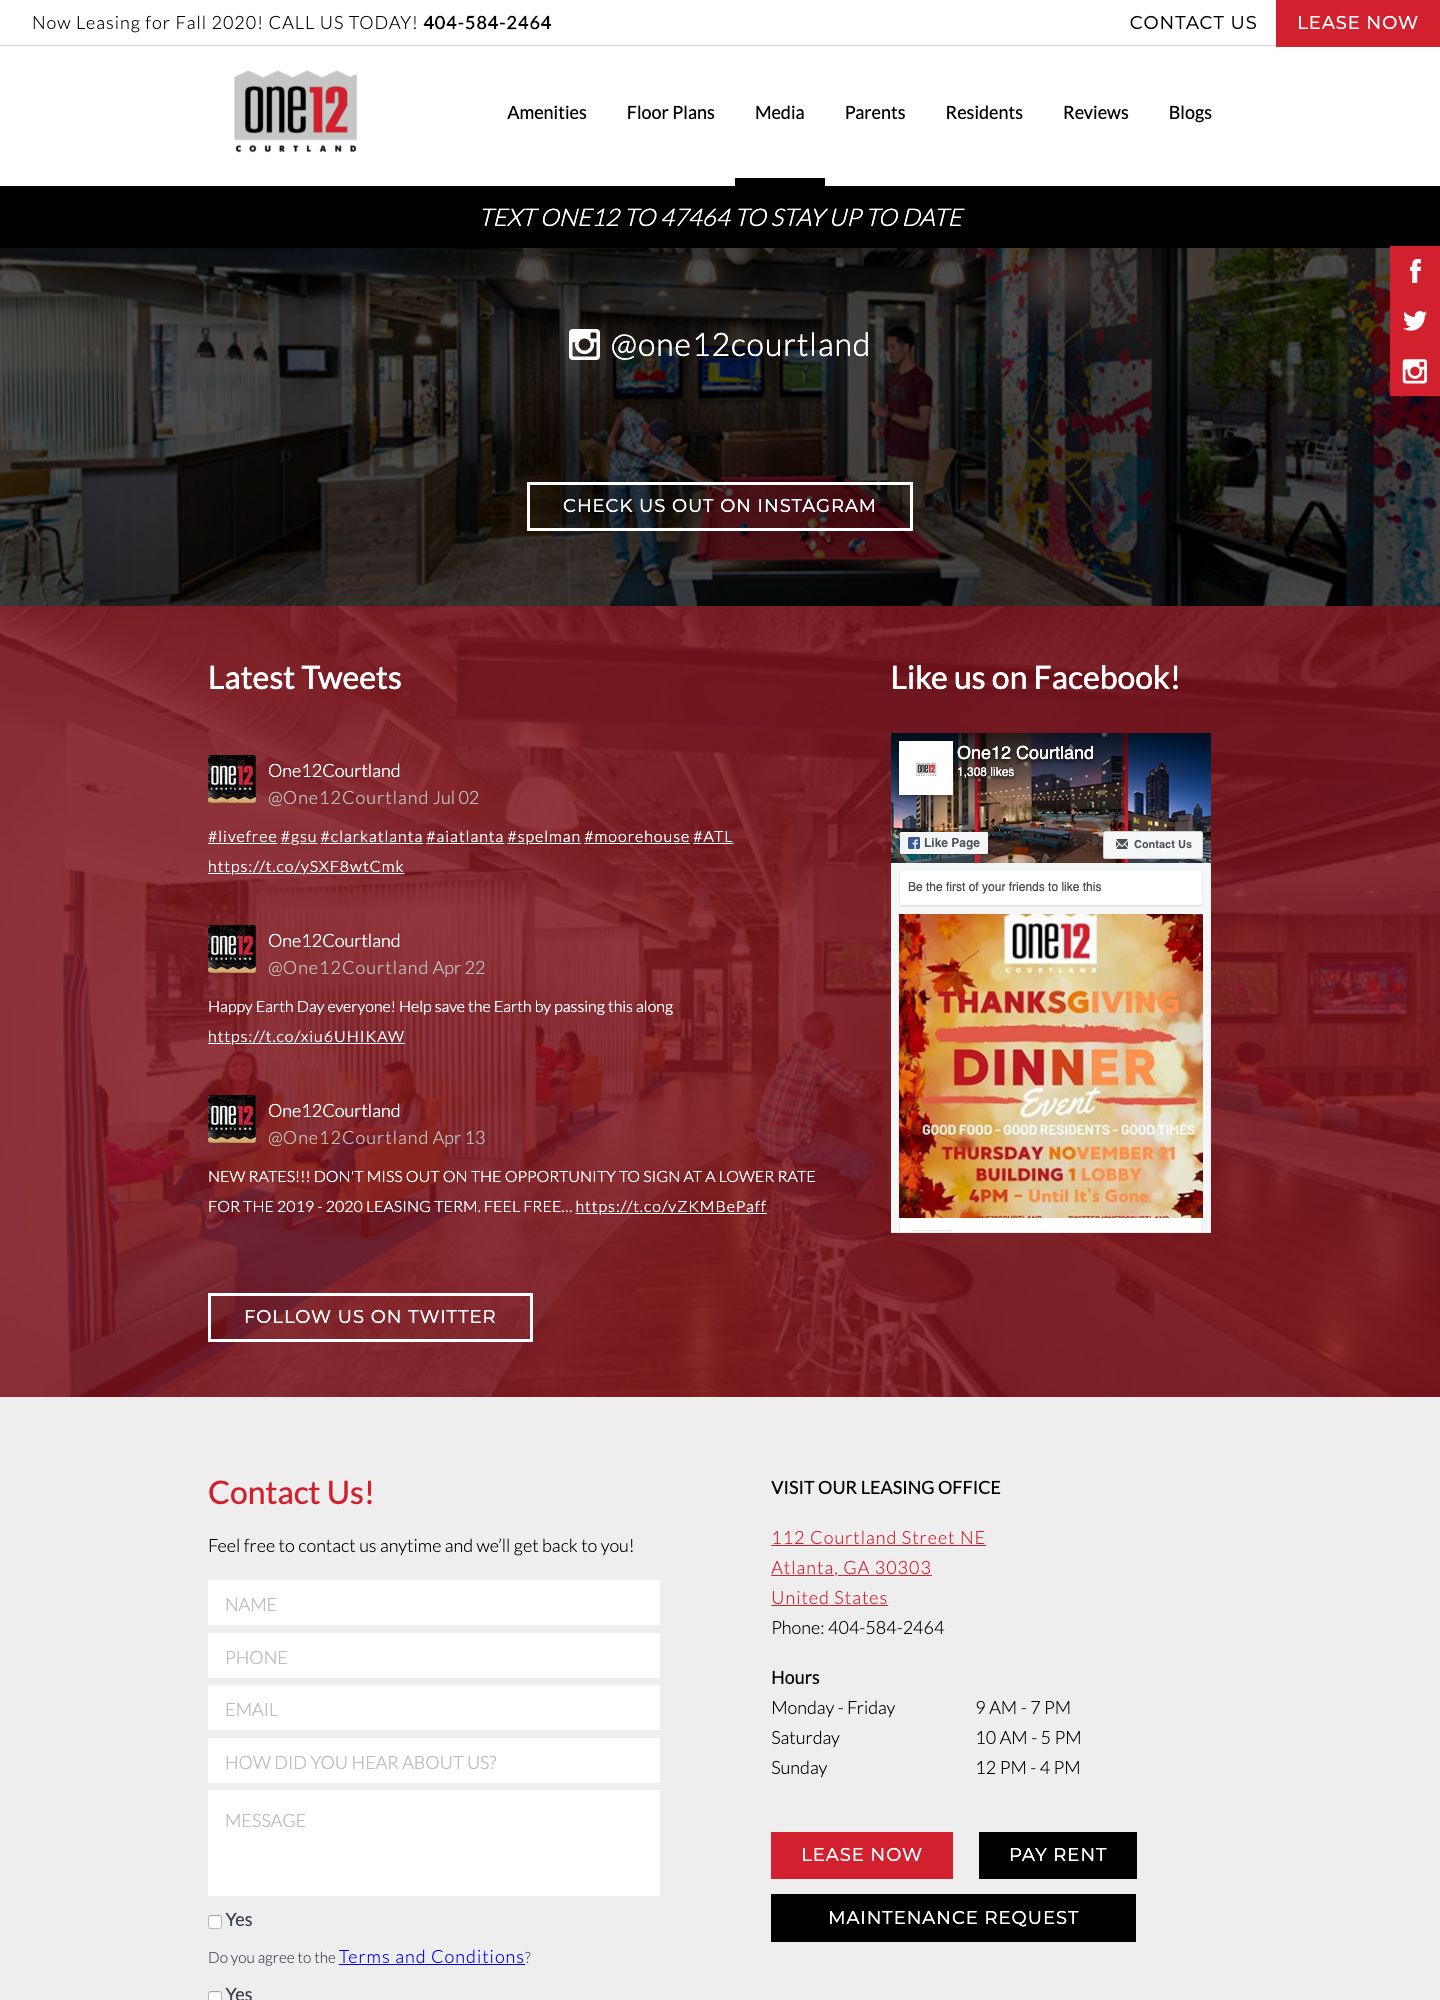 Now Leasing for Fall 2020! CALL US TODAY! 404-584-2464
CONTACT US
LEASE NOW
one12
COURTLAND
Amenities
Floor Plans
Media
Parents
Residents
Reviews
Blogs
TEXT ONE12 TO 47464 TO STAY UP TO DATE
@one12courtland
CHECK US OUT ON INSTAGRAM
Latest Tweets
one12
COURTLAND
One12Courtland
@One12Courtland Jul 02
#livefree #gsu #clarkatlanta #aiatlanta #spelman #moorehouse #ATL
https://t.co/ySXF8wtCmk
one12
COURTLAND
One12Courtland
@One12Courtland Apr 22
Happy Earth Day everyone! Help save the Earth by passing this along
https://t.co/xiu6UHIKAW
one12
COURTLAND
One12Courtland
@One12Courtland Apr 13
NEW RATES!!! DON'T MISS OUT ON THE OPPORTUNITY TO SIGN AT A LOWER RATE
FOR THE 2019 - 2020 LEASING TERM. FEEL FREE... https://t.co/vZKMBePaff
FOLLOW US ON TWITTER
Like us on Facebook!
one12
One12 Courtland
1,308 likes
Like Page
Contact Us
Be the first of your friends to like this
one12
COURTLAND
THANKSGIVING
DINNER
Event
GOOD FOOD - GOOD RESIDENTS - GOOD TIMES
THURSDAY NOVEMBER 21
BUILDING 1 LOBBY
4PM - Until It's Gone
Contact Us!
Feel free to contact us anytime and we’ll get back to you!
NAME
PHONE
EMAIL
HOW DID YOU HEAR ABOUT US?
MESSAGE
Yes
Do you agree to the Terms and Conditions?
Yes
VISIT OUR LEASING OFFICE
112 Courtland Street NE
Atlanta, GA 30303
United States
Phone: 404-584-2464
Hours
Monday - Friday 9 AM - 7 PM
Saturday 10 AM - 5 PM
Sunday 12 PM - 4 PM
LEASE NOW
PAY RENT
MAINTENANCE REQUEST